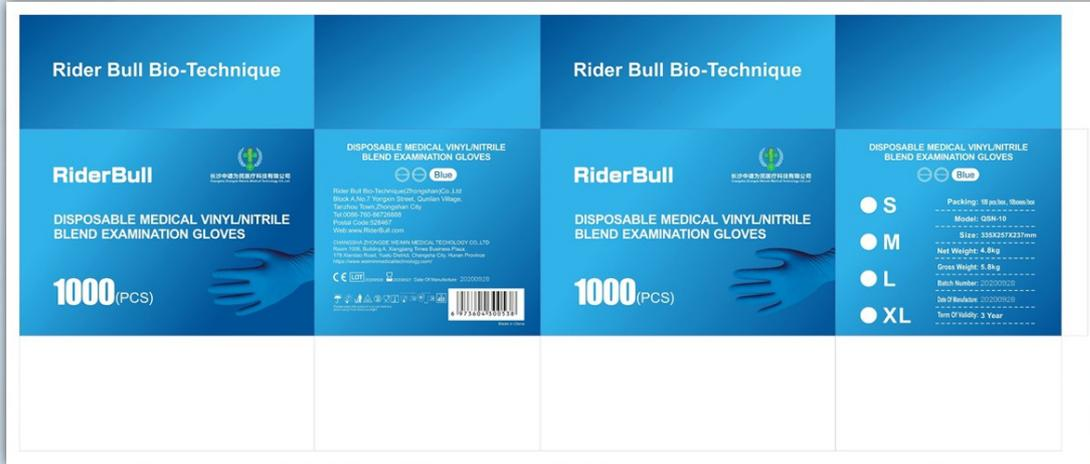 Rider Bull Bio-Technique
Rider Bull Bio-Technique
RiderBull
长沙中德为民医疗科技有限公司
DISPOSABLE MEDICAL VINYL/NITRILE
BLEND EXAMINATION GLOVES
1000(PCS)
DISPOSABLE MEDICAL VINYL/NITRILE
BLEND EXAMINATION GLOVES
Blue
Rider Bull Bio-Technique(Zhongshan)Co.,Ltd
Block A,No.7 Yongxin Street, Qunlian Village,
Tanzhou Town,Zhongshan City
Tel:0086-760-86726888
Postal Code:528467
Web:www.RiderBull.com
CHANGSHA ZHONGDE WEIMIN MEDICAL TECHOLOGY CO.,LTD
Room 1006, Building A, Xiangjiang Times Business Plaza,
179 Xiandao Road, Yuelu District, Changsha City, Hunan Province
https://www.weiminmedicaltechnology.com/
CE LOT 20200928 20200921 Date Of Manufacture: 20200928
6 973604 500538
Made in China
RiderBull
长沙中德为民医疗科技有限公司
DISPOSABLE MEDICAL VINYL/NITRILE
BLEND EXAMINATION GLOVES
1000(PCS)
DISPOSABLE MEDICAL VINYL/NITRILE
BLEND EXAMINATION GLOVES
Blue
S
M
L
XL
Packing: 100 pcs/box, 10boxes/box
Model: QSN-10
Size: 335X257X237mm
Net Weight: 4.8kg
Gross Weight: 5.8kg
Batch Number: 20200928
Date Of Manufacture: 20200928
Term Of Validity: 3 Year